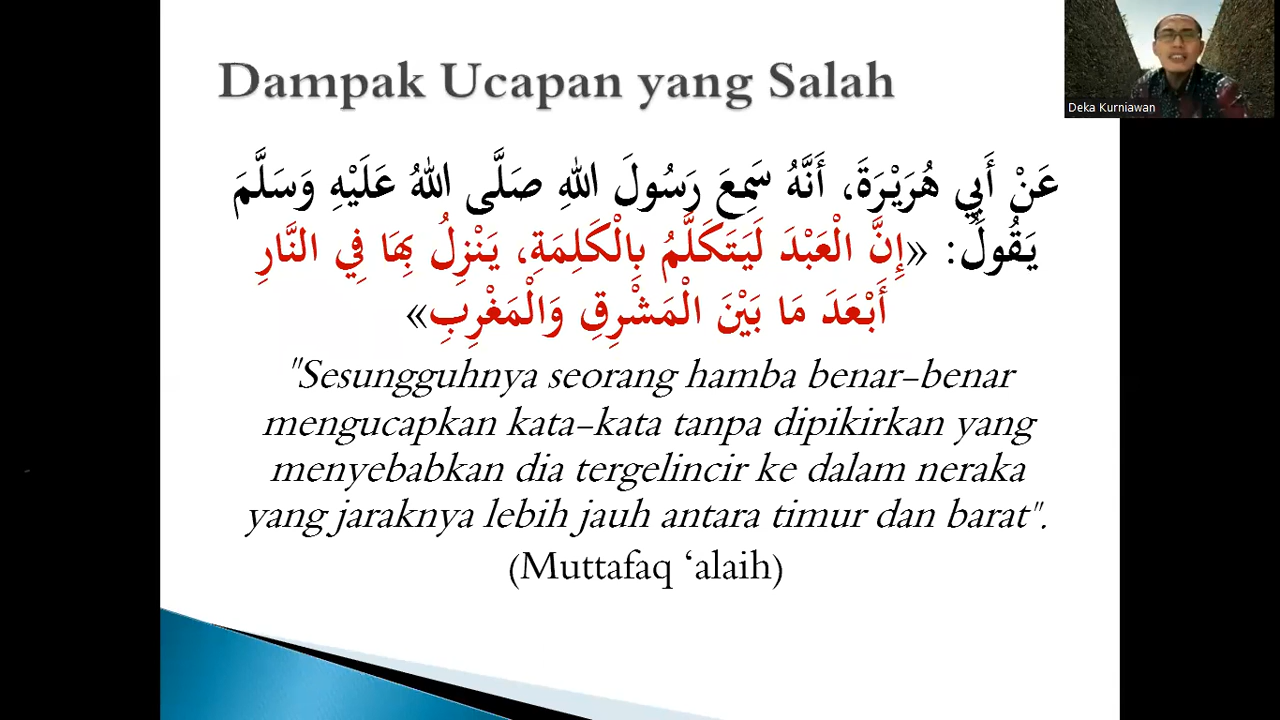 Dampak Ucapan yang Salah
Deka Kurniawan
عَنْ أَبِي هُرَيْرَةَ، أَنَّهُ سَمِعَ رَسُولَ اللهِ صَلَّى اللهُ عَلَيْهِ وَسَلَّمَ
يَقُولُ: «إِنَّ الْعَبْدَ لَيَتَكَلَّمُ بِالْكَلِمَةِ، يَنْزِلُ بِهَا فِي النَّارِ
أَبْعَدَ مَا بَيْنَ الْمَشْرِقِ وَالْمَغْرِبِ»
"Sesungguhnya seorang hamba benar-benar
mengucapkan kata-kata tanpa dipikirkan yang
menyebabkan dia tergelincir ke dalam neraka
yang jaraknya lebih jauh antara timur dan barat".
(Muttafaq ‘alaih)